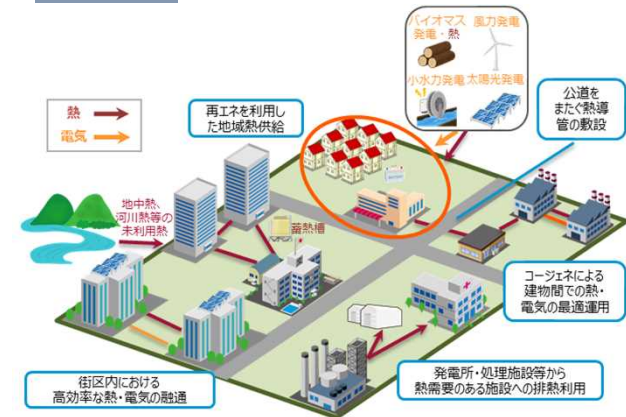 バイオマス
発電・熱
風力発電
小水力発電
太陽光発電
熱
電気
再エネを利用し
た地域熱供給
公道を
またぐ熱導
管の敷設
地中熱、
河川熱等の
未利用熱
蓄熱槽
コージェネによる
建物間での熱・
電気の最適運用
街区内における
高効率な熱・電気の融通
発電所・処理施設等から
熱需要のある施設への排熱利用